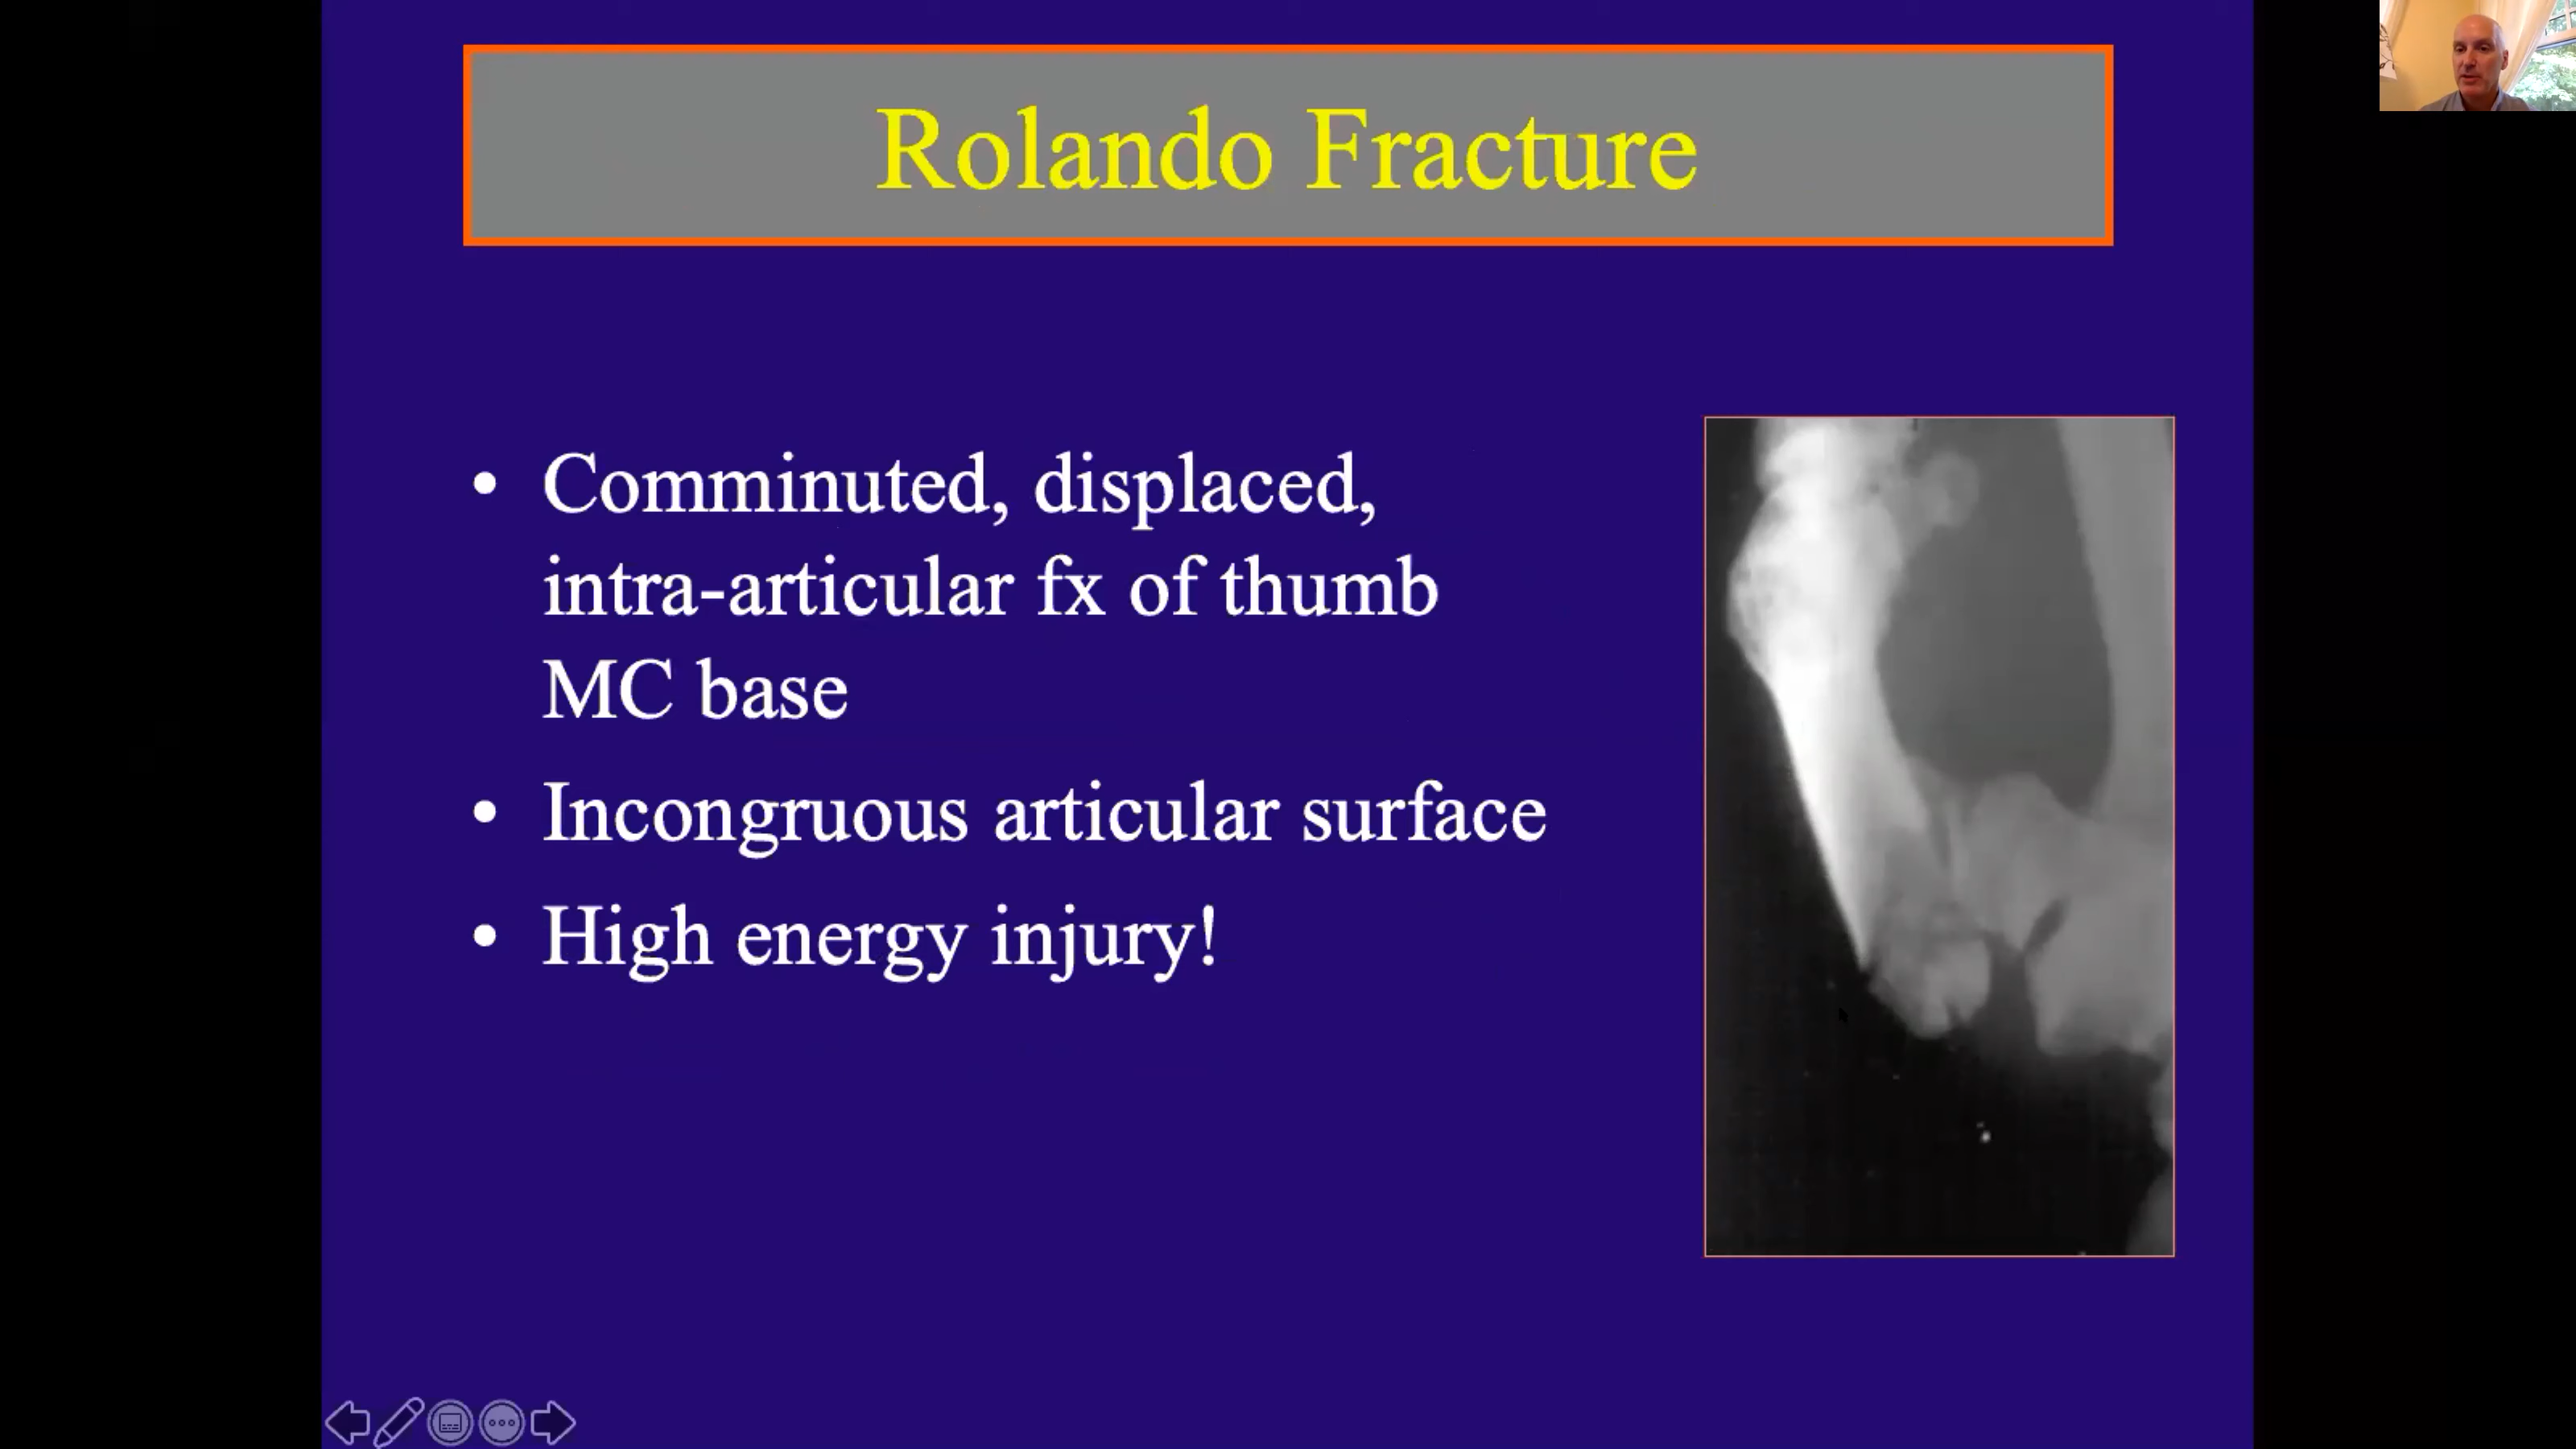 Rolando Fracture
• Comminuted, displaced,
intra-articular fx of thumb
MC base
• Incongruous articular surface
• High energy injury!